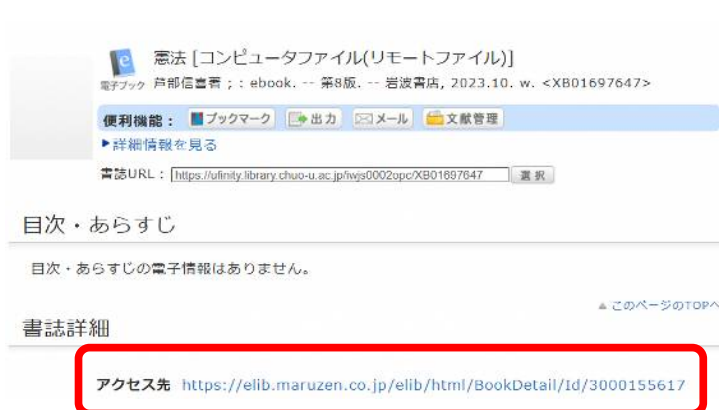 憲法 [コンピュータファイル(リモートファイル)]
電子ブック 芦部信喜著 ; : ebook. -- 第8版. -- 岩波書店, 2023.10. w. <XB01697647>
便利機能： ブックマーク 出力 メール 文献管理
▶詳細情報を見る
書誌URL： https://ufinity.library.chuo-u.ac.jp/iwjs0002opc/XB01697647 選択
目次・あらすじ
目次・あらすじの電子情報はありません。
▲ このページのTOPへ
書誌詳細
アクセス先 https://elib.maruzen.co.jp/elib/html/BookDetail/Id/3000155617